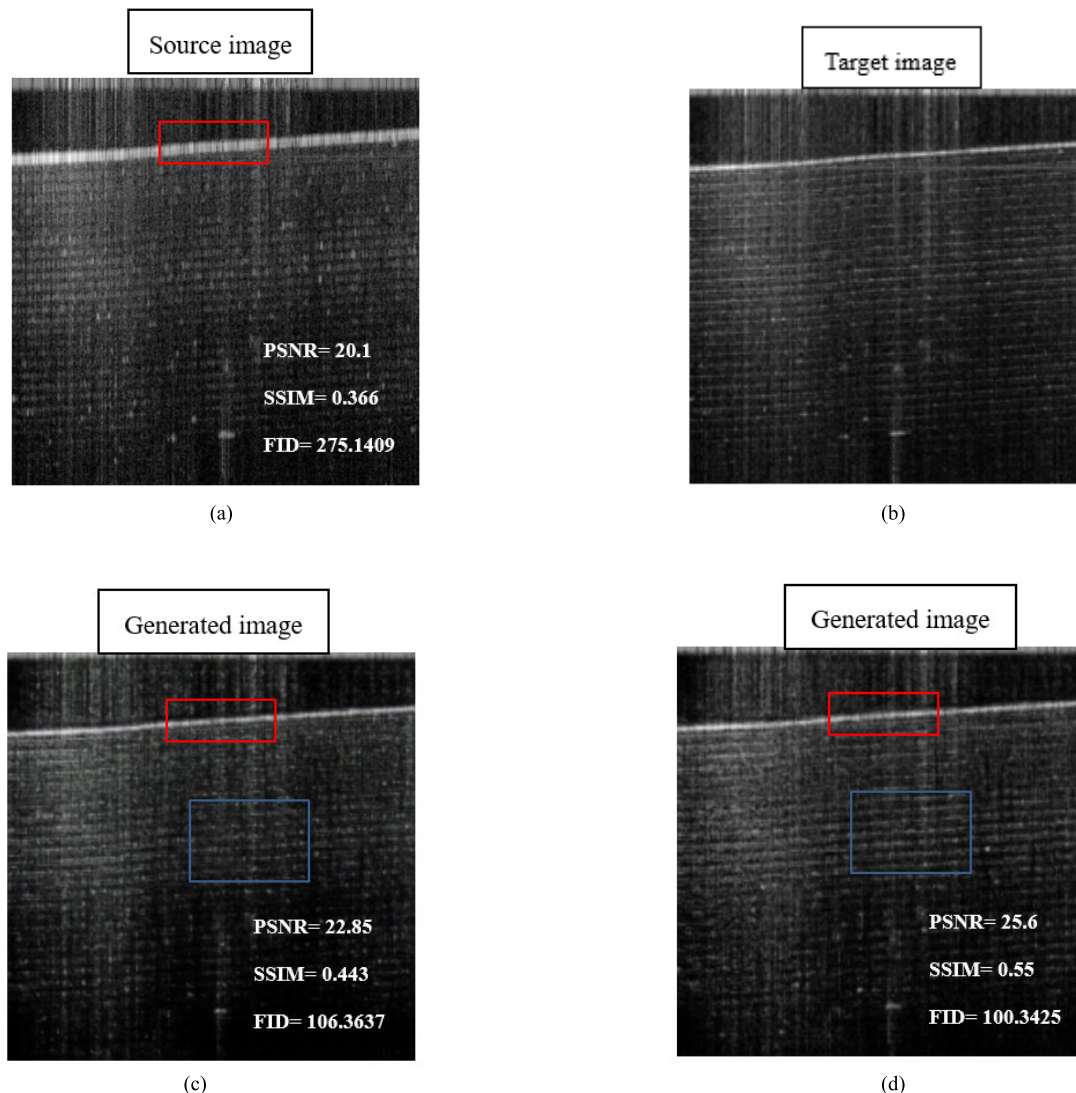 Source image
Target image
PSNR= 20.1
SSIM= 0.366
FID= 275.1409
(a)
(b)
Generated image
Generated image
PSNR= 22.85
SSIM= 0.443
FID= 106.3637
PSNR= 25.6
SSIM= 0.55
FID= 100.3425
(c)
(d)